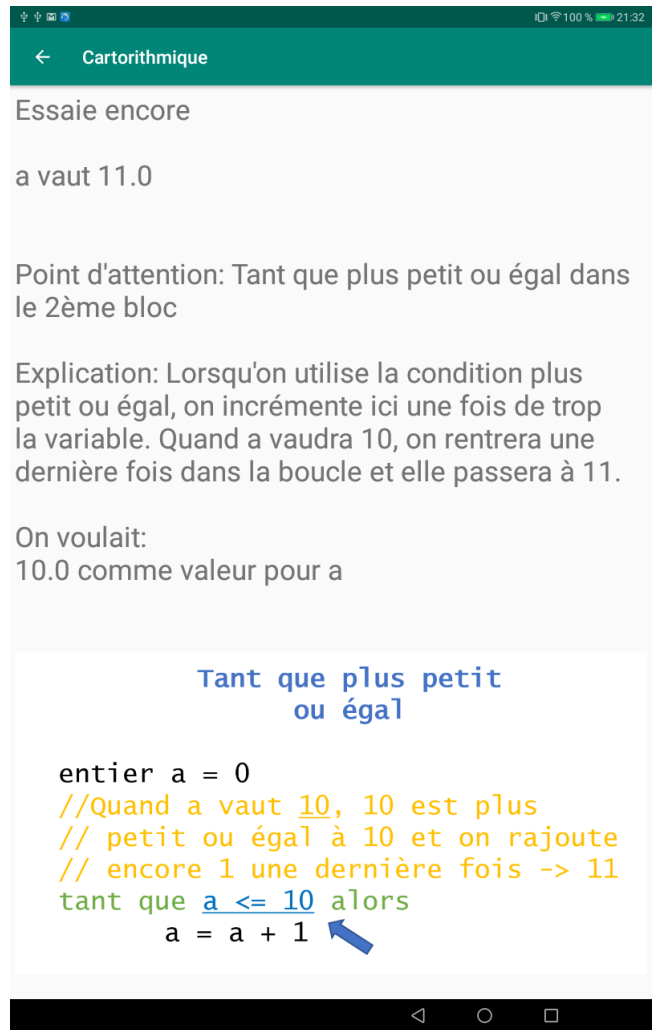 100 % 21:32
Cartorithmique
Essaie encore
a vaut 11.0
Point d'attention: Tant que plus petit ou égal dans
le 2ème bloc
Explication: Lorsqu'on utilise la condition plus
petit ou égal, on incrémente ici une fois de trop
la variable. Quand a vaudra 10, on rentrera une
dernière fois dans la boucle et elle passera à 11.
On voulait:
10.0 comme valeur pour a
Tant que plus petit
ou égal
entier a = 0
//Quand a vaut 10, 10 est plus
// petit ou égal à 10 et on rajoute
// encore 1 une dernière fois -> 11
tant que a <= 10 alors
a = a + 1